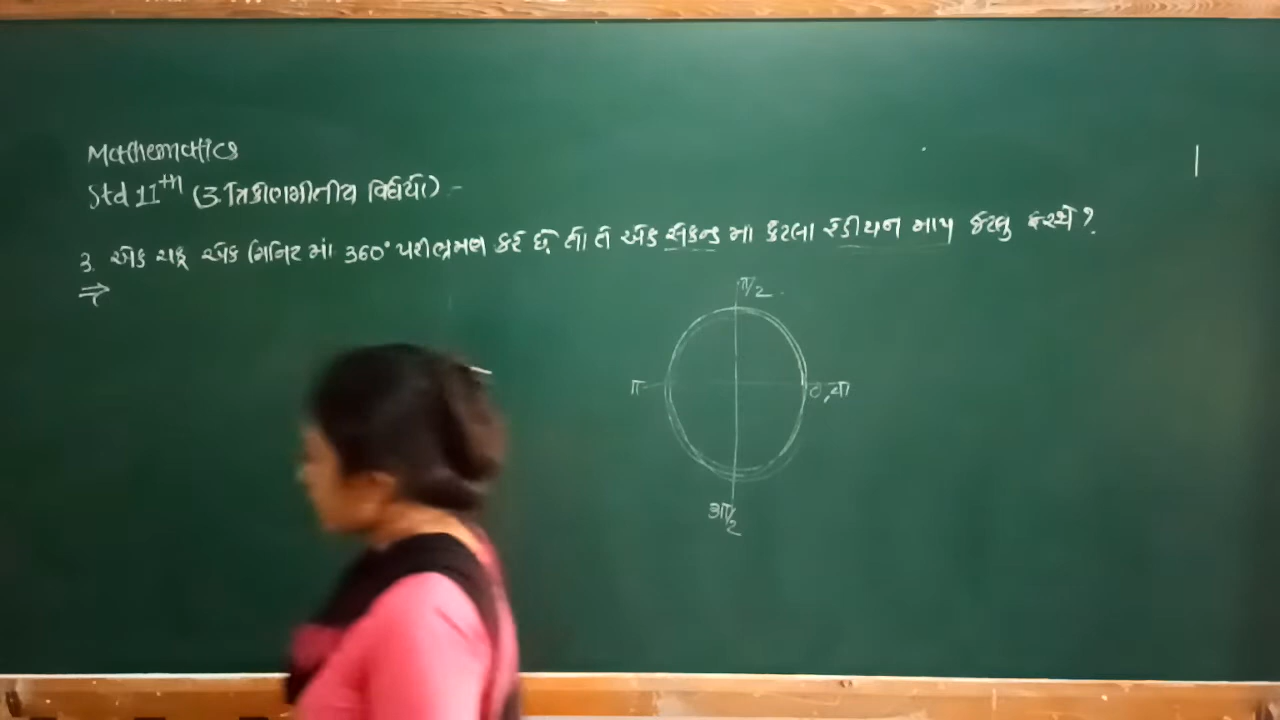 Mathematics
Std 11th (3. ત્રિકોણમીતીય વિધેયો) -
3. એક ચક્ર એક મિનિટ માં 360° પરીભ્રમણ કરે છે તો તે એક સેકન્ડ મા કેટલા રેડીયન માપ જેટલુ ફરશે ?
⇒
π/2
π
0, 2π
3π/2